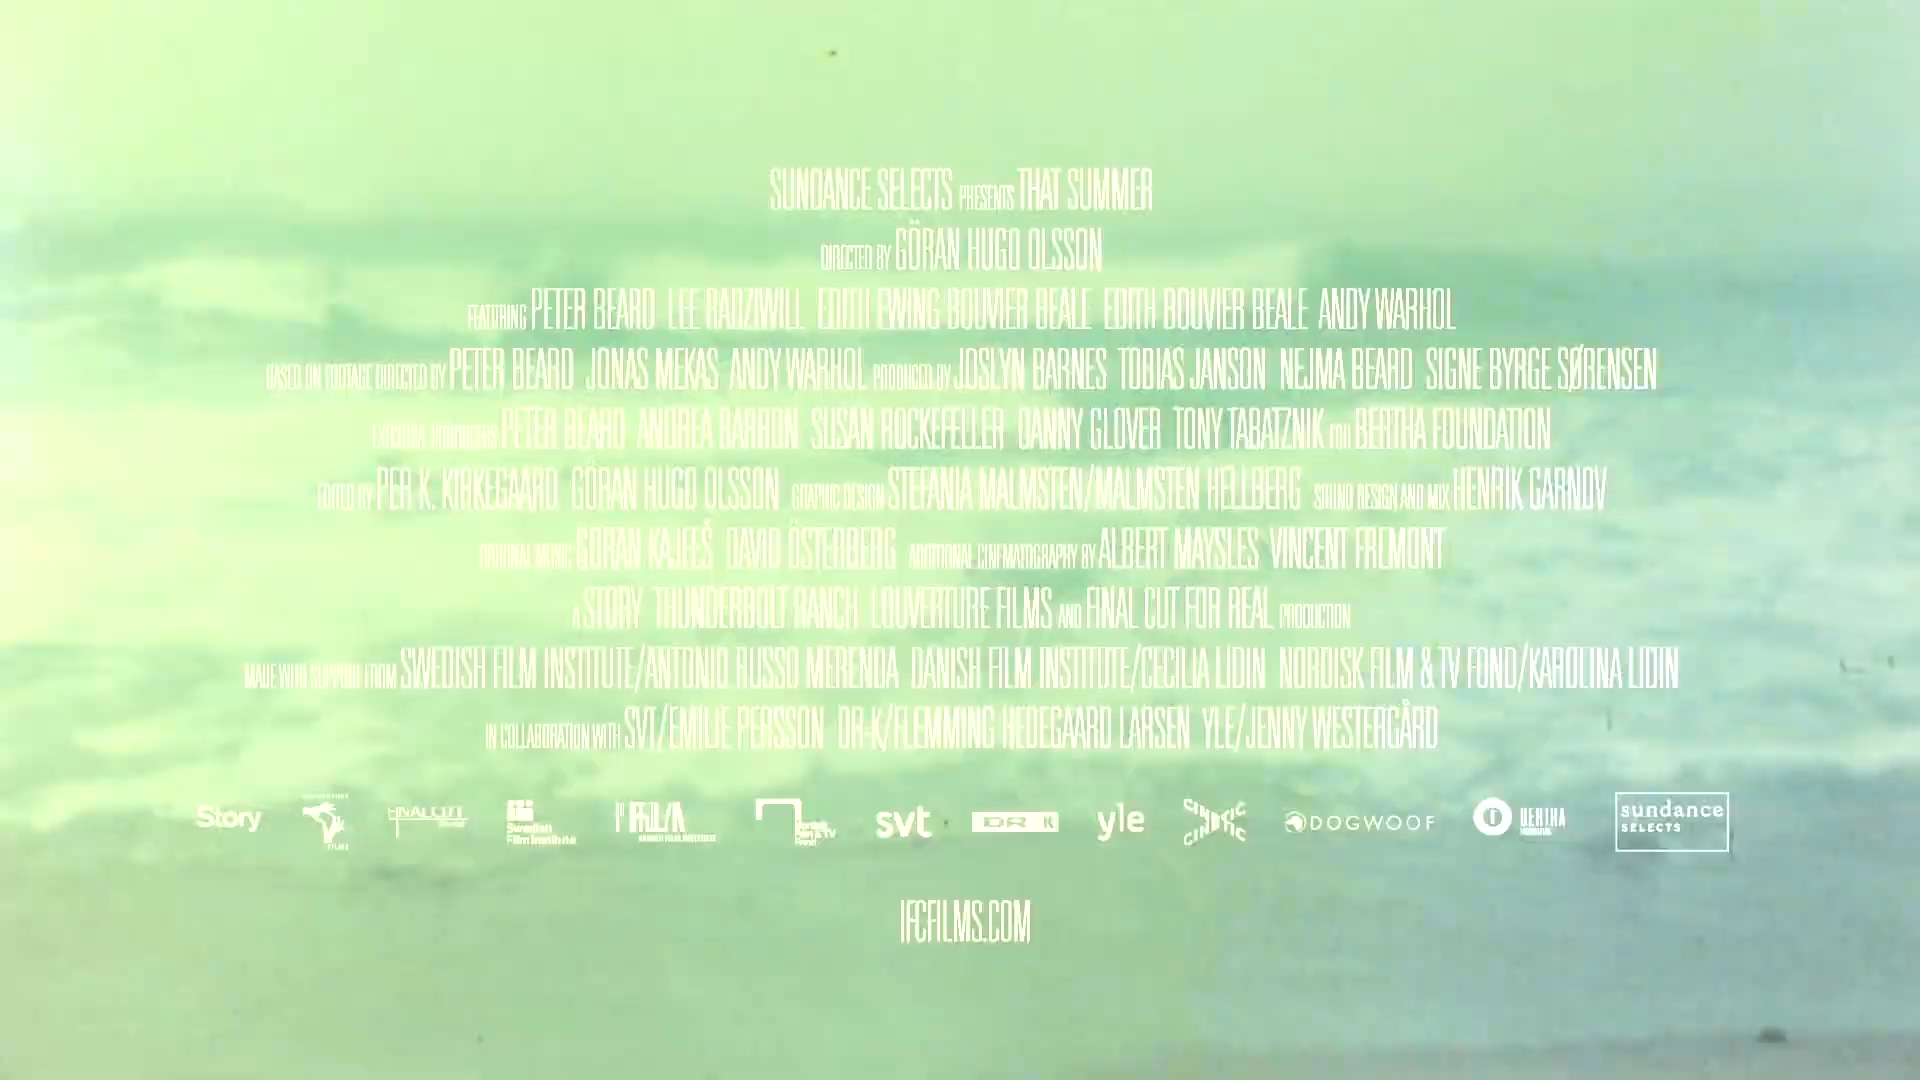 SUNDANCE SELECTS PRESENTS THAT SUMMER
DIRECTED BY GÖRAN HUGO OLSSON
FEATURING PETER BEARD LEE RADZIWILL EDITH EWING BOUVIER BEALE EDITH BOUVIER BEALE ANDY WARHOL
BASED ON FOOTAGE DIRECTED BY PETER BEARD JONAS MEKAS ANDY WARHOL PRODUCED BY JOSLYN BARNES TOBIAS JANSON NEJMA BEARD SIGNE BYRGE SØRENSEN
EXECUTIVE PRODUCERS PETER BEARD ANDREA BARRON SUSAN ROCKEFELLER DANNY GLOVER TONY TABATZNIK FOR BERTHA FOUNDATION
EDITED BY PER K. KIRKEGAARD GÖRAN HUGO OLSSON GRAPHIC DESIGN STEFANIA MALMSTEN/MALMSTEN HELLBERG SOUND DESIGN AND MIX HENRIK GARNOV
ORIGINAL MUSIC GORAN KAJFEŠ DAVID ÖSTERBERG ADDITIONAL CINEMATOGRAPHY BY ALBERT MAYSLES VINCENT FREMONT
A STORY THUNDERBOLT RANCH LOUVERTURE FILMS AND FINAL CUT FOR REAL PRODUCTION
MADE WITH SUPPORT FROM SWEDISH FILM INSTITUTE/ANTONIO RUSSO MERENDA DANISH FILM INSTITUTE/CECILIA LIDIN NORDISK FILM & TV FOND/KAROLINA LIDIN
IN COLLABORATION WITH SVT/EMILIE PERSSON DR-K/FLEMMING HEDEGAARD LARSEN YLE/JENNY WESTERGÅRD
Story FILMS FINAL CUT Swedish Film Institute svt DR K yle DOGWOOF BERTHA sundance SELECTS
IFCFILMS.COM